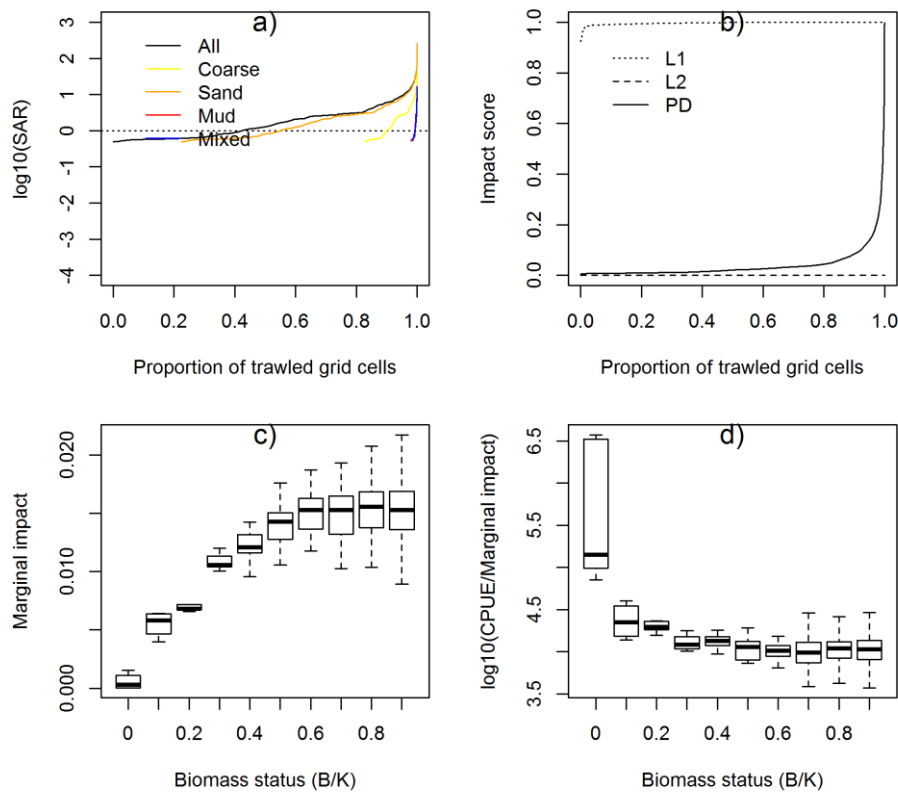 a)
log10(SAR)
3
2
1
0
-1
-2
-3
-4
All
Coarse
Sand
Mud
Mixed
0.0 0.2 0.4 0.6 0.8 1.0
Proportion of trawled grid cells
b)
Impact score
1.0
0.8
0.6
0.4
0.2
0.0
L1
L2
PD
0.0 0.2 0.4 0.6 0.8 1.0
Proportion of trawled grid cells
c)
Marginal impact
0.020
0.010
0.000
0 0.2 0.4 0.6 0.8
Biomass status (B/K)
d)
log10(CPUE/Marginal impact)
6.5
5.5
4.5
3.5
0 0.2 0.4 0.6 0.8
Biomass status (B/K)